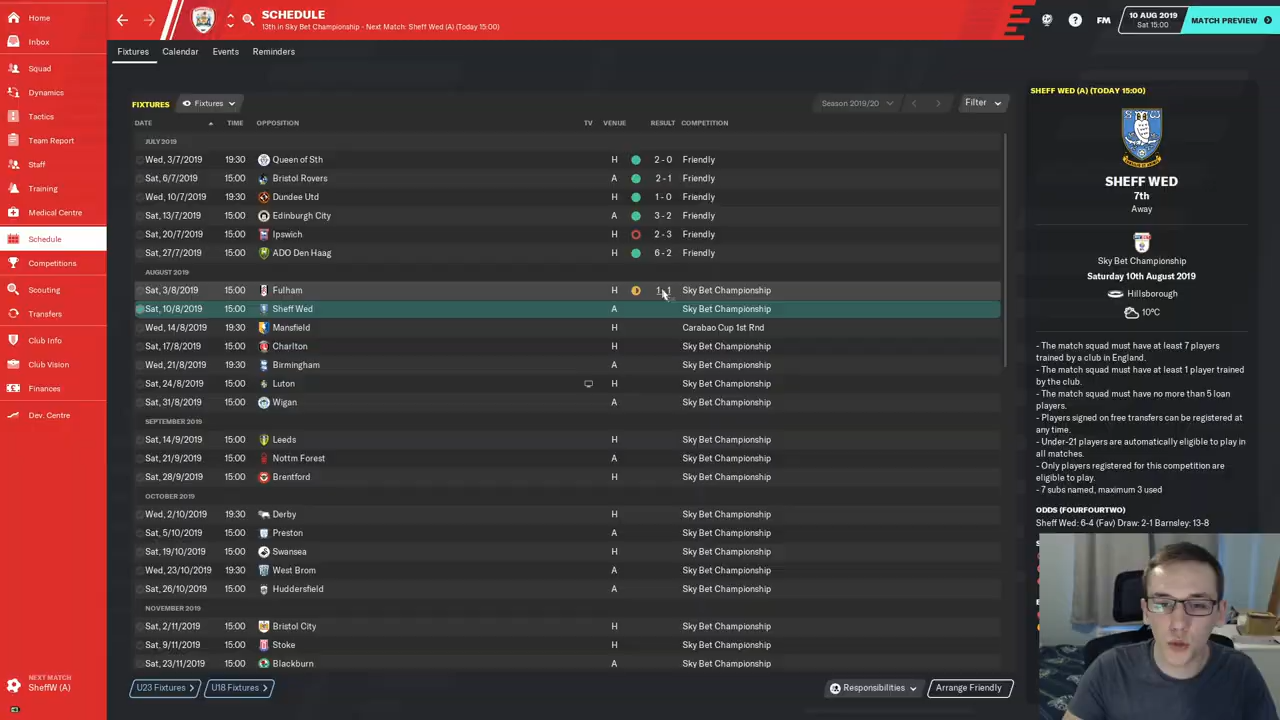 Home
Inbox
Squad
Dynamics
Tactics
Team Report
Staff
Training
Medical Centre
Schedule
Competitions
Scouting
Transfers
Club Info
Club Vision
Finances
Dev. Centre
NEXT MATCH
SheffW (A)
SCHEDULE
13th in Sky Bet Championship - Next Match: Sheff Wed (A) (Today 15:00)
FM
10 AUG 2019
Sat 15:00
MATCH PREVIEW
Fixtures Calendar Events Reminders
FIXTURES Fixtures Season 2019/20 Filter
DATE TIME OPPOSITION TV VENUE RESULT COMPETITION
JULY 2019
Wed, 3/7/2019 19:30 Queen of Sth H 2 - 0 Friendly
Sat, 6/7/2019 15:00 Bristol Rovers A 2 - 1 Friendly
Wed, 10/7/2019 19:30 Dundee Utd H 1 - 0 Friendly
Sat, 13/7/2019 15:00 Edinburgh City A 3 - 2 Friendly
Sat, 20/7/2019 15:00 Ipswich H 2 - 3 Friendly
Sat, 27/7/2019 15:00 ADO Den Haag H 6 - 2 Friendly
AUGUST 2019
Sat, 3/8/2019 15:00 Fulham H 1 - 1 Sky Bet Championship
Sat, 10/8/2019 15:00 Sheff Wed A Sky Bet Championship
Wed, 14/8/2019 19:30 Mansfield H Carabao Cup 1st Rnd
Sat, 17/8/2019 15:00 Charlton H Sky Bet Championship
Wed, 21/8/2019 19:30 Birmingham A Sky Bet Championship
Sat, 24/8/2019 15:00 Luton H Sky Bet Championship
Sat, 31/8/2019 15:00 Wigan A Sky Bet Championship
SEPTEMBER 2019
Sat, 14/9/2019 15:00 Leeds H Sky Bet Championship
Sat, 21/9/2019 15:00 Nottm Forest A Sky Bet Championship
Sat, 28/9/2019 15:00 Brentford H Sky Bet Championship
OCTOBER 2019
Wed, 2/10/2019 19:30 Derby H Sky Bet Championship
Sat, 5/10/2019 15:00 Preston A Sky Bet Championship
Sat, 19/10/2019 15:00 Swansea H Sky Bet Championship
Wed, 23/10/2019 19:30 West Brom A Sky Bet Championship
Sat, 26/10/2019 15:00 Huddersfield A Sky Bet Championship
NOVEMBER 2019
Sat, 2/11/2019 15:00 Bristol City H Sky Bet Championship
Sat, 9/11/2019 15:00 Stoke H Sky Bet Championship
Sat, 23/11/2019 15:00 Blackburn A Sky Bet Championship
U23 Fixtures U18 Fixtures Responsibilities Arrange Friendly
SHEFF WED (A) (TODAY 15:00)
SHEFF WED
7th
Away
Sky Bet Championship
Saturday 10th August 2019
Hillsborough
10°C
- The match squad must have at least 7 players
trained by a club in England.
- The match squad must have at least 1 player trained
by the club.
- The match squad must have no more than 5 loan
players.
- Players signed on free transfers can be registered at
any time.
- Under-21 players are automatically eligible to play in
all matches.
- Only players registered for this competition are
eligible to play.
- 7 subs named, maximum 3 used
ODDS (FOURFOURTWO)
Sheff Wed: 6-4 (Fav) Draw: 2-1 Barnsley: 13-8